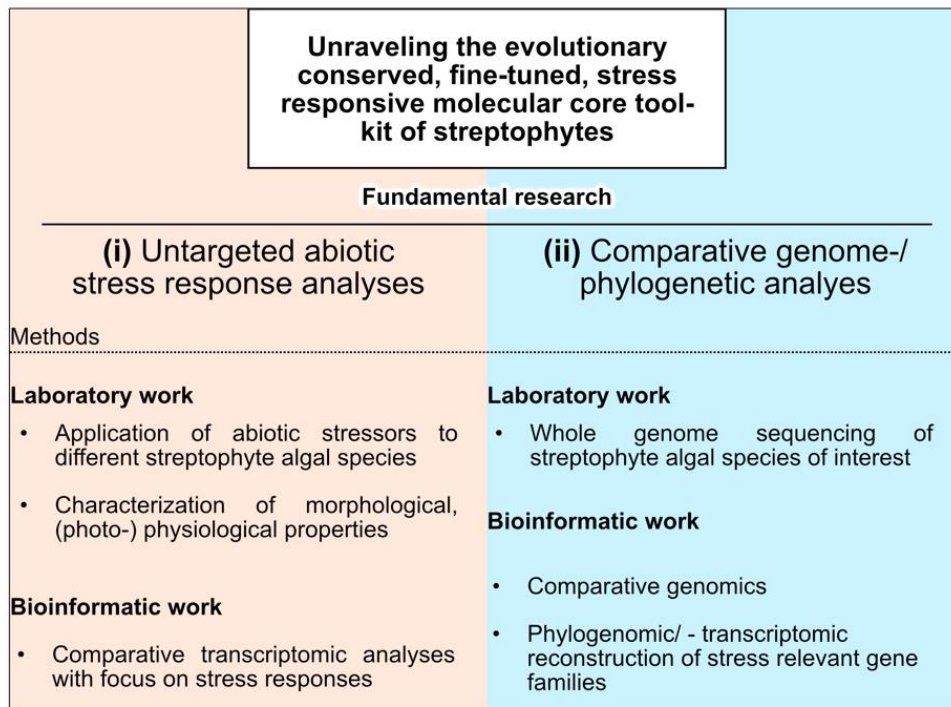 Unraveling the evolutionary
conserved, fine-tuned, stress
responsive molecular core tool-
kit of streptophytes
Fundamental research
(i) Untargeted abiotic
stress response analyses
Methods
Laboratory work
• Application of abiotic stressors to
different streptophyte algal species
• Characterization of morphological,
(photo-) physiological properties
Bioinformatic work
• Comparative transcriptomic analyses
with focus on stress responses
(ii) Comparative genome-/
phylogenetic analyes
Laboratory work
• Whole genome sequencing of
streptophyte algal species of interest
Bioinformatic work
• Comparative genomics
• Phylogenomic/ - transcriptomic
reconstruction of stress relevant gene
families